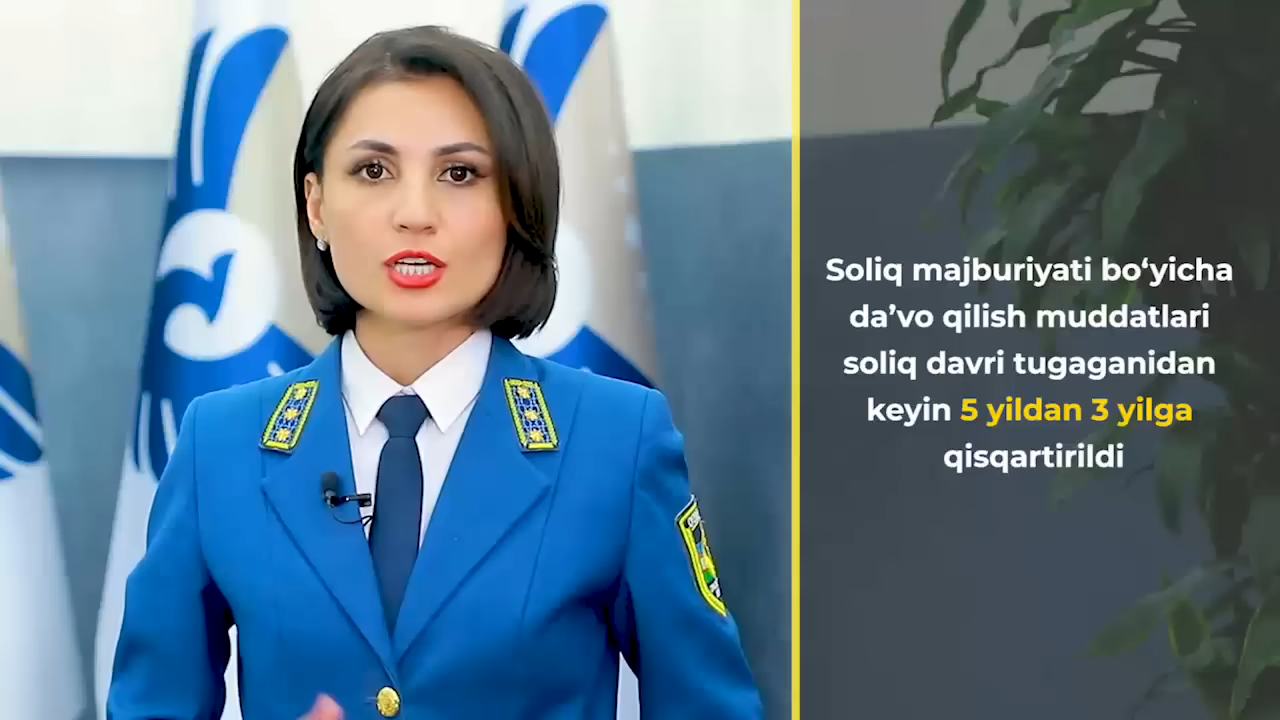 Soliq majburiyati bo‘yicha
da’vo qilish muddatlari
soliq davri tugaganidan
keyin 5 yildan 3 yilga
qisqartirildi